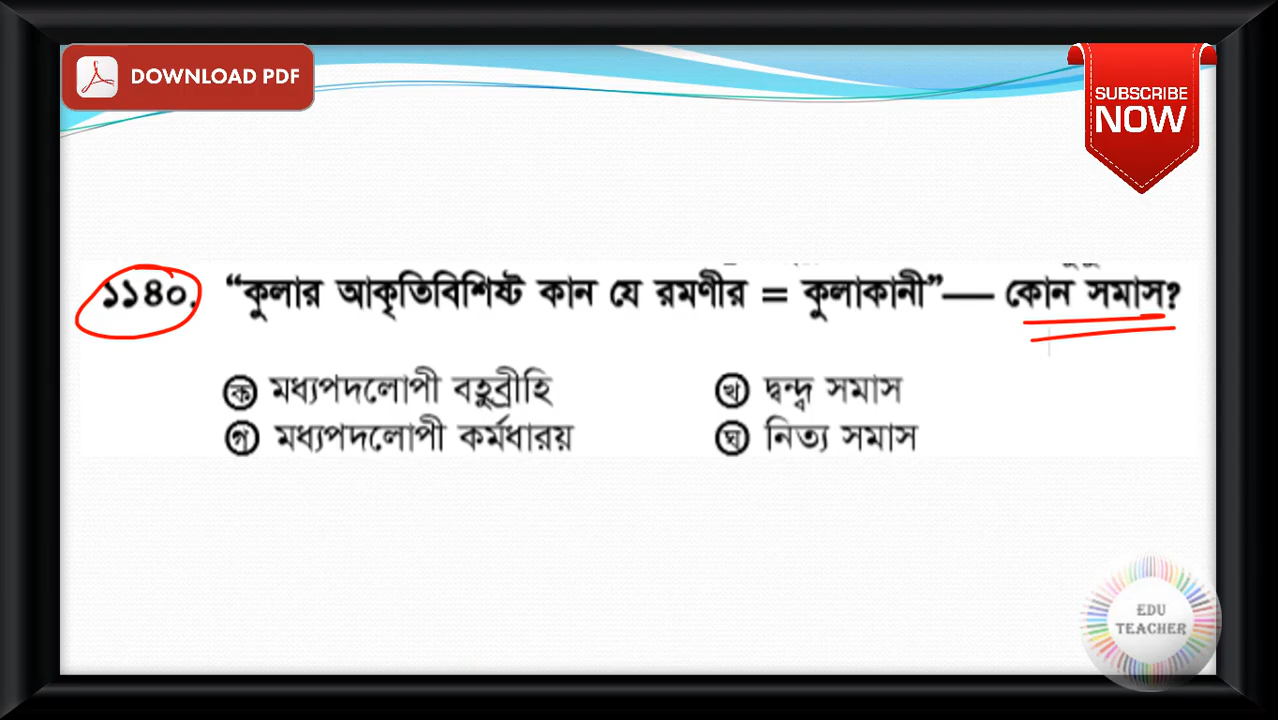 DOWNLOAD PDF
SUBSCRIBE
NOW
১১৪০. “কুলার আকৃতিবিশিষ্ট কান যে রমণীর = কুলাকানী”— কোন সমাস?
ক মধ্যপদলোপী বহুব্রীহি খ দ্বন্দ্ব সমাস
গ মধ্যপদলোপী কর্মধারয় ঘ নিত্য সমাস
EDU
TEACHER